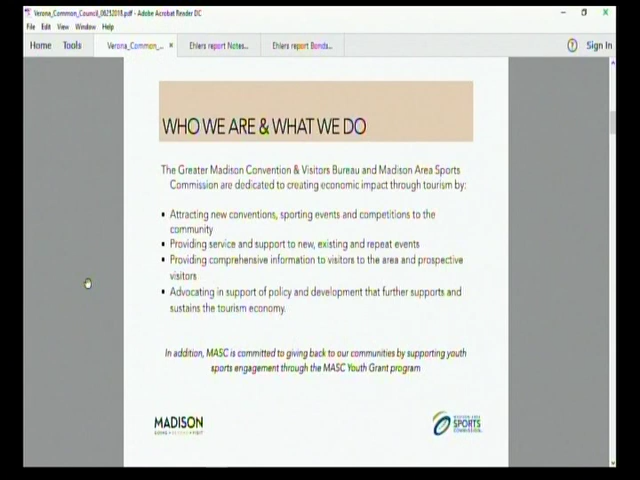 Verona_Common_Council_06252018.pdf - Adobe Acrobat Reader DC
File Edit View Window Help
Home Tools Verona_Common_... × Ehlers report Notes... Ehlers report Bonds... ? Sign In
WHO WE ARE & WHAT WE DO
The Greater Madison Convention & Visitors Bureau and Madison Area Sports
Commission are dedicated to creating economic impact through tourism by:
▪ Attracting new conventions, sporting events and competitions to the
community
▪ Providing service and support to new, existing and repeat events
▪ Providing comprehensive information to visitors to the area and prospective
visitors
▪ Advocating in support of policy and development that further supports and
sustains the tourism economy.
In addition, MASC is committed to giving back to our communities by supporting youth
sports engagement through the MASC Youth Grant program
MADISON
MADISON AREA
SPORTS
COMMISSION